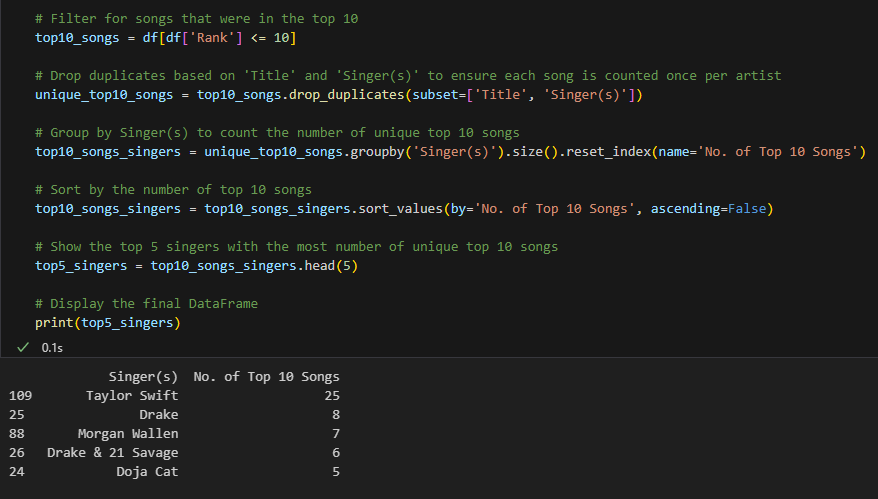 # Filter for songs that were in the top 10
top10_songs = df[df['Rank'] <= 10]
# Drop duplicates based on 'Title' and 'Singer(s)' to ensure each song is counted once per artist
unique_top10_songs = top10_songs.drop_duplicates(subset=['Title', 'Singer(s)'])
# Group by Singer(s) to count the number of unique top 10 songs
top10_songs_singers = unique_top10_songs.groupby('Singer(s)').size().reset_index(name='No. of Top 10 Songs')
# Sort by the number of top 10 songs
top10_songs_singers = top10_songs_singers.sort_values(by='No. of Top 10 Songs', ascending=False)
# Show the top 5 singers with the most number of unique top 10 songs
top5_singers = top10_songs_singers.head(5)
# Display the final DataFrame
print(top5_singers)
0.1s
Singer(s) No. of Top 10 Songs
109 Taylor Swift 25
25 Drake 8
88 Morgan Wallen 7
26 Drake & 21 Savage 6
24 Doja Cat 5